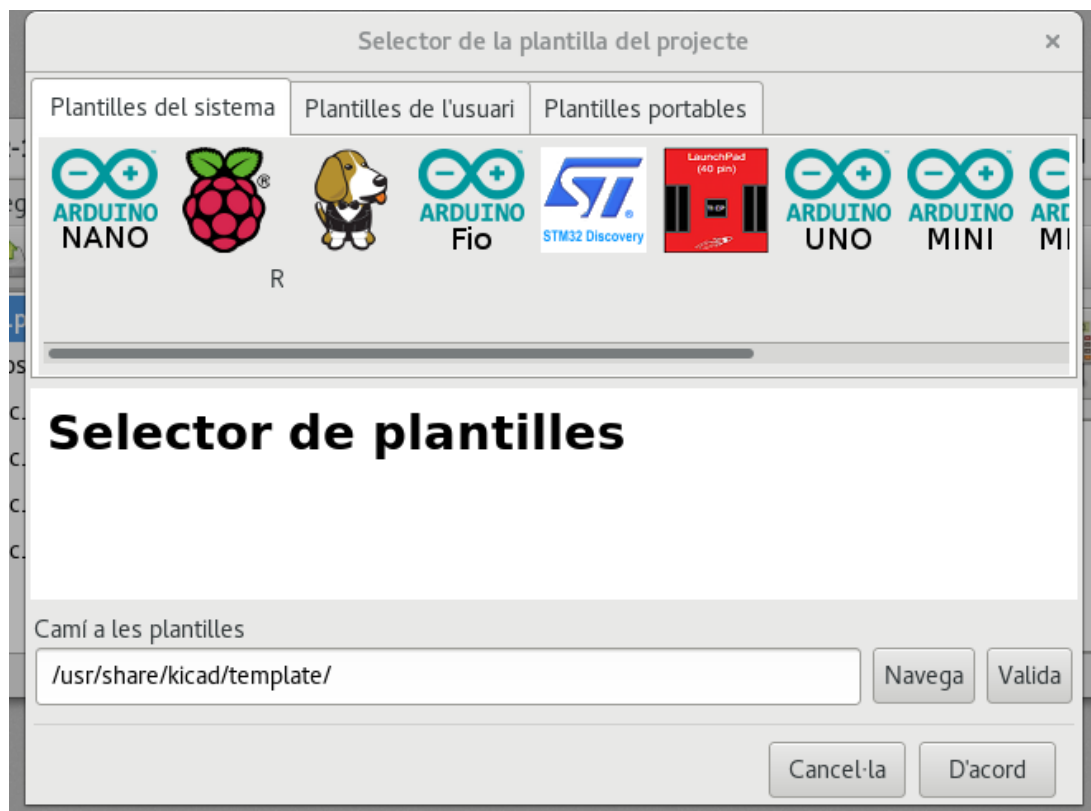 Selector de la plantilla del projecte ×
Plantilles del sistema Plantilles de l'usuari Plantilles portables
ARDUINO NANO
®
ARDUINO Fio
STM32 Discovery
LaunchPad
(40 pin)
ARDUINO UNO
ARDUINO MINI
ARD
MI
R
Selector de plantilles
Camí a les plantilles
/usr/share/kicad/template/ Navega Valida
Cancel·la D'acord